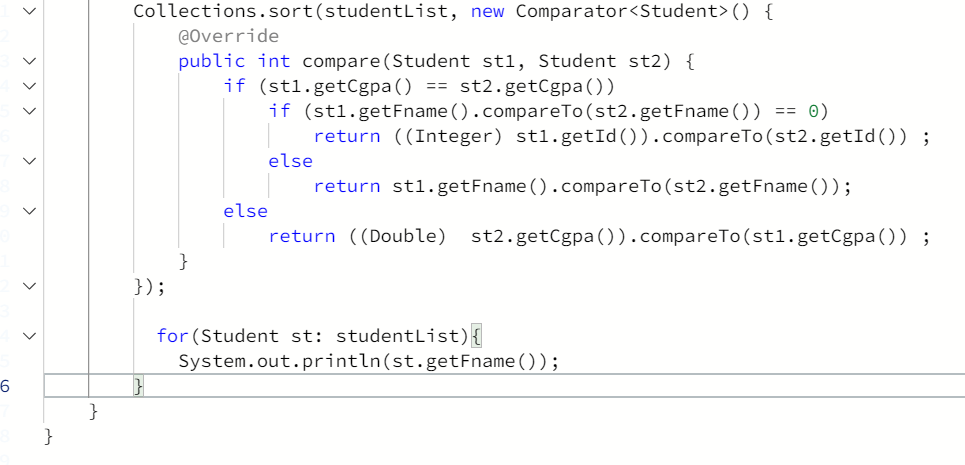 Collections.sort(studentList, new Comparator<Student>() {
@Override
public int compare(Student st1, Student st2) {
if (st1.getCgpa() == st2.getCgpa())
if (st1.getFname().compareTo(st2.getFname()) == 0)
return ((Integer) st1.getId()).compareTo(st2.getId()) ;
else
return st1.getFname().compareTo(st2.getFname());
else
return ((Double)  st2.getCgpa()).compareTo(st1.getCgpa()) ;
}
});
for(Student st: studentList){
System.out.println(st.getFname());
6 }
}
}